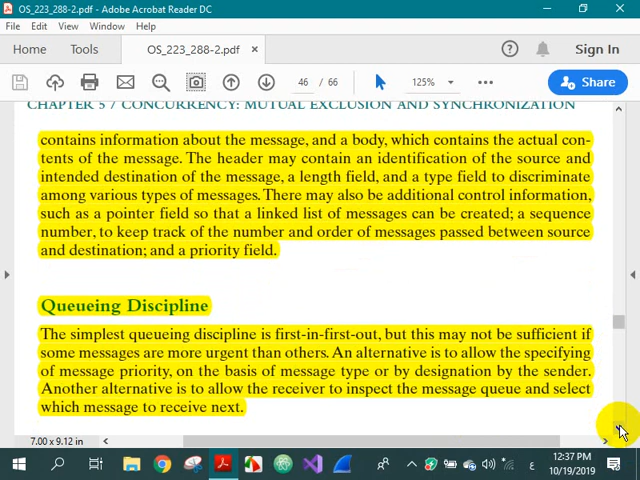 OS_223_288-2.pdf - Adobe Acrobat Reader DC
File Edit View Window Help
Home Tools OS_223_288-2.pdf × Sign In
46 / 66 125% Share
CHAPTER 5 / CONCURRENCY: MUTUAL EXCLUSION AND SYNCHRONIZATION
contains information about the message, and a body, which contains the actual con-
tents of the message. The header may contain an identification of the source and
intended destination of the message, a length field, and a type field to discriminate
among various types of messages. There may also be additional control information,
such as a pointer field so that a linked list of messages can be created; a sequence
number, to keep track of the number and order of messages passed between source
and destination; and a priority field.
Queueing Discipline
The simplest queueing discipline is first-in-first-out, but this may not be sufficient if
some messages are more urgent than others. An alternative is to allow the specifying
of message priority, on the basis of message type or by designation by the sender.
Another alternative is to allow the receiver to inspect the message queue and select
which message to receive next.
7.00 x 9.12 in
12:37 PM
ع
10/19/2019